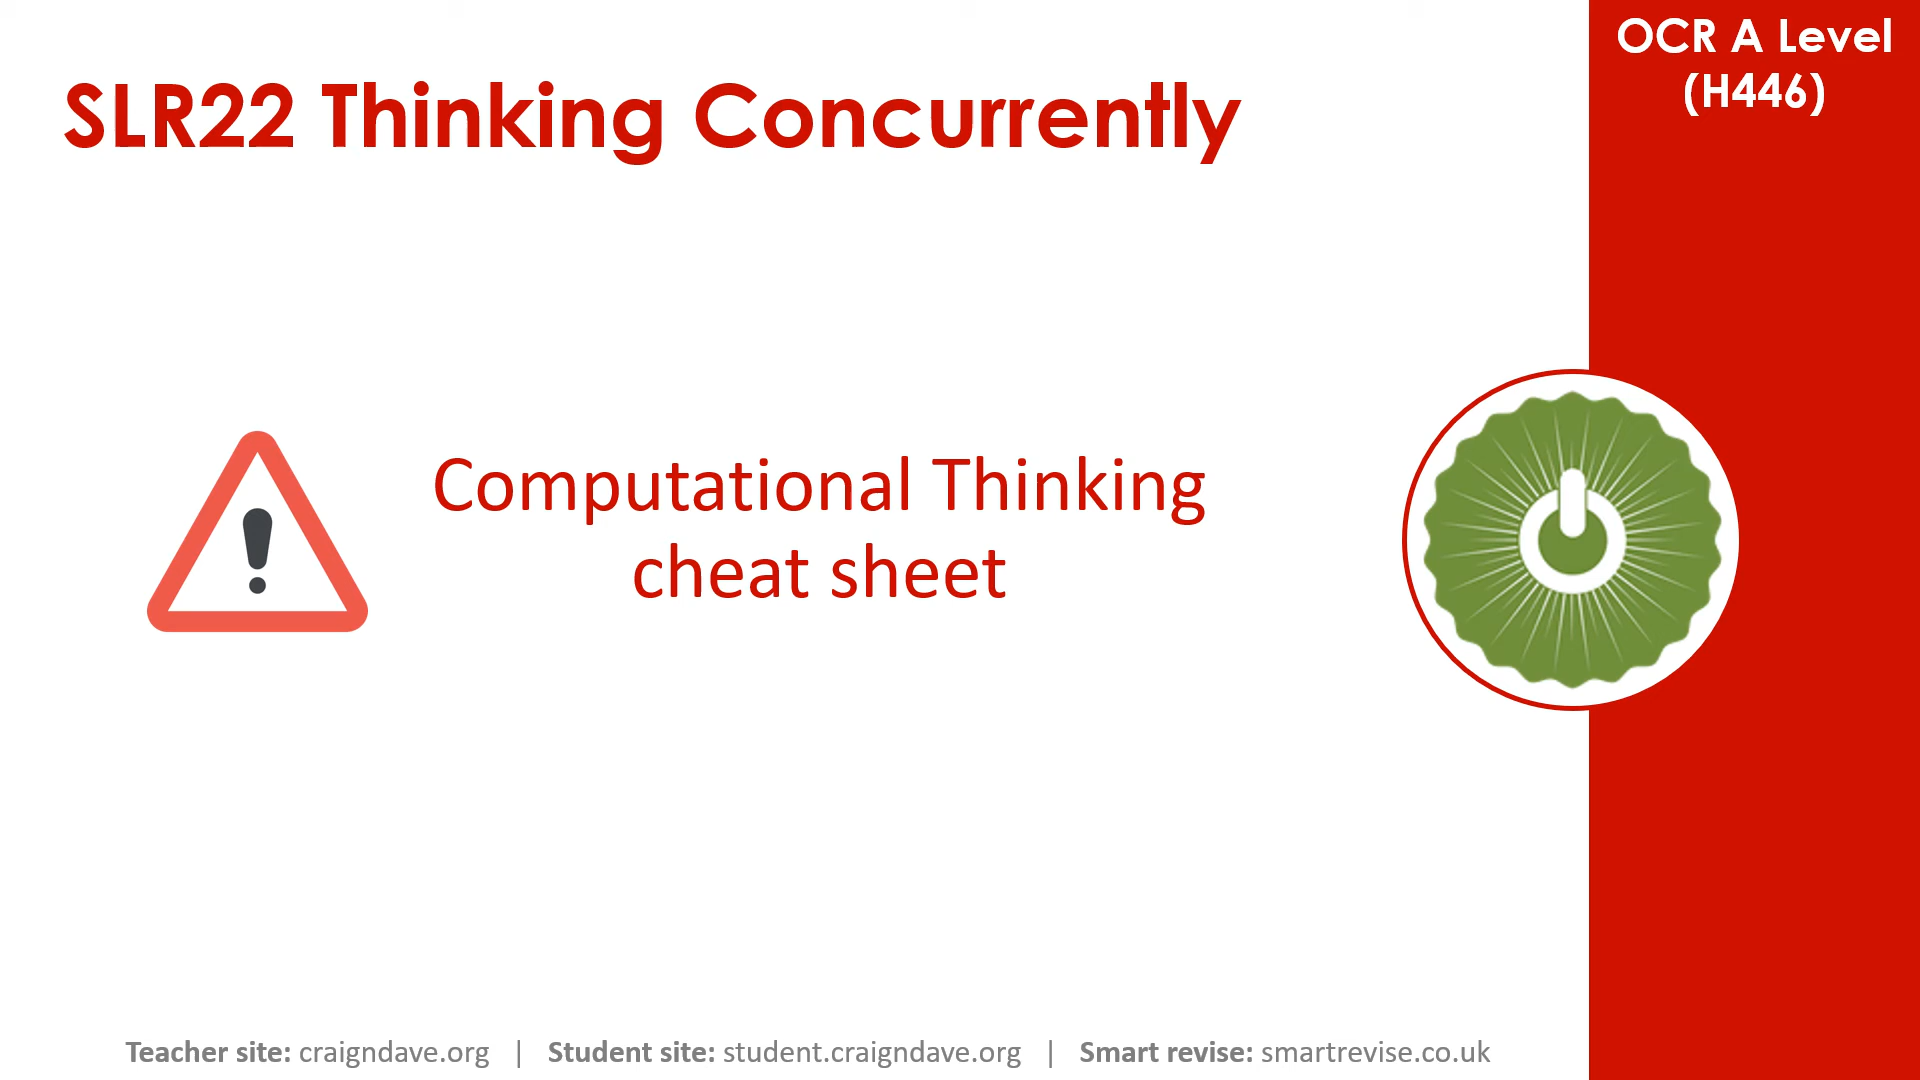 SLR22 Thinking Concurrently
OCR A Level
(H446)
Computational Thinking
cheat sheet
Teacher site: craigndave.org | Student site: student.craigndave.org | Smart revise: smartrevise.co.uk